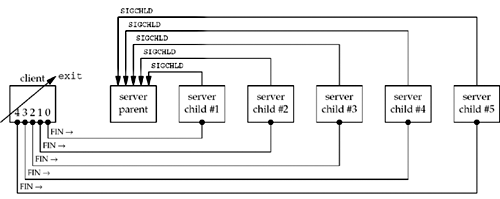 SIGCHLD
SIGCHLD
SIGCHLD
SIGCHLD
SIGCHLD
client
exit
4 3 2 1 0
server
parent
server
child #1
server
child #2
server
child #3
server
child #4
server
child #5
FIN →
FIN →
FIN →
FIN →
FIN →